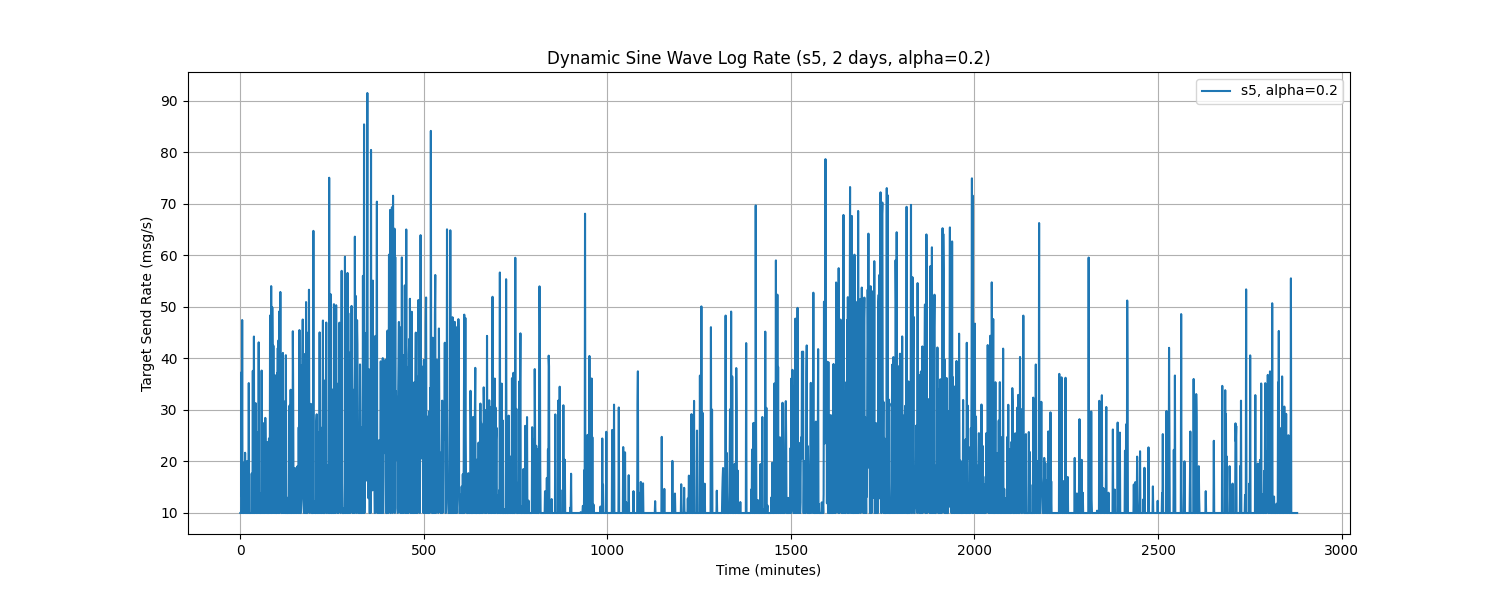 Dynamic Sine Wave Log Rate (s5, 2 days, alpha=0.2)
s5, alpha=0.2
Target Send Rate (msg/s)
90
80
70
60
50
40
30
20
10
0 500 1000 1500 2000 2500 3000
Time (minutes)